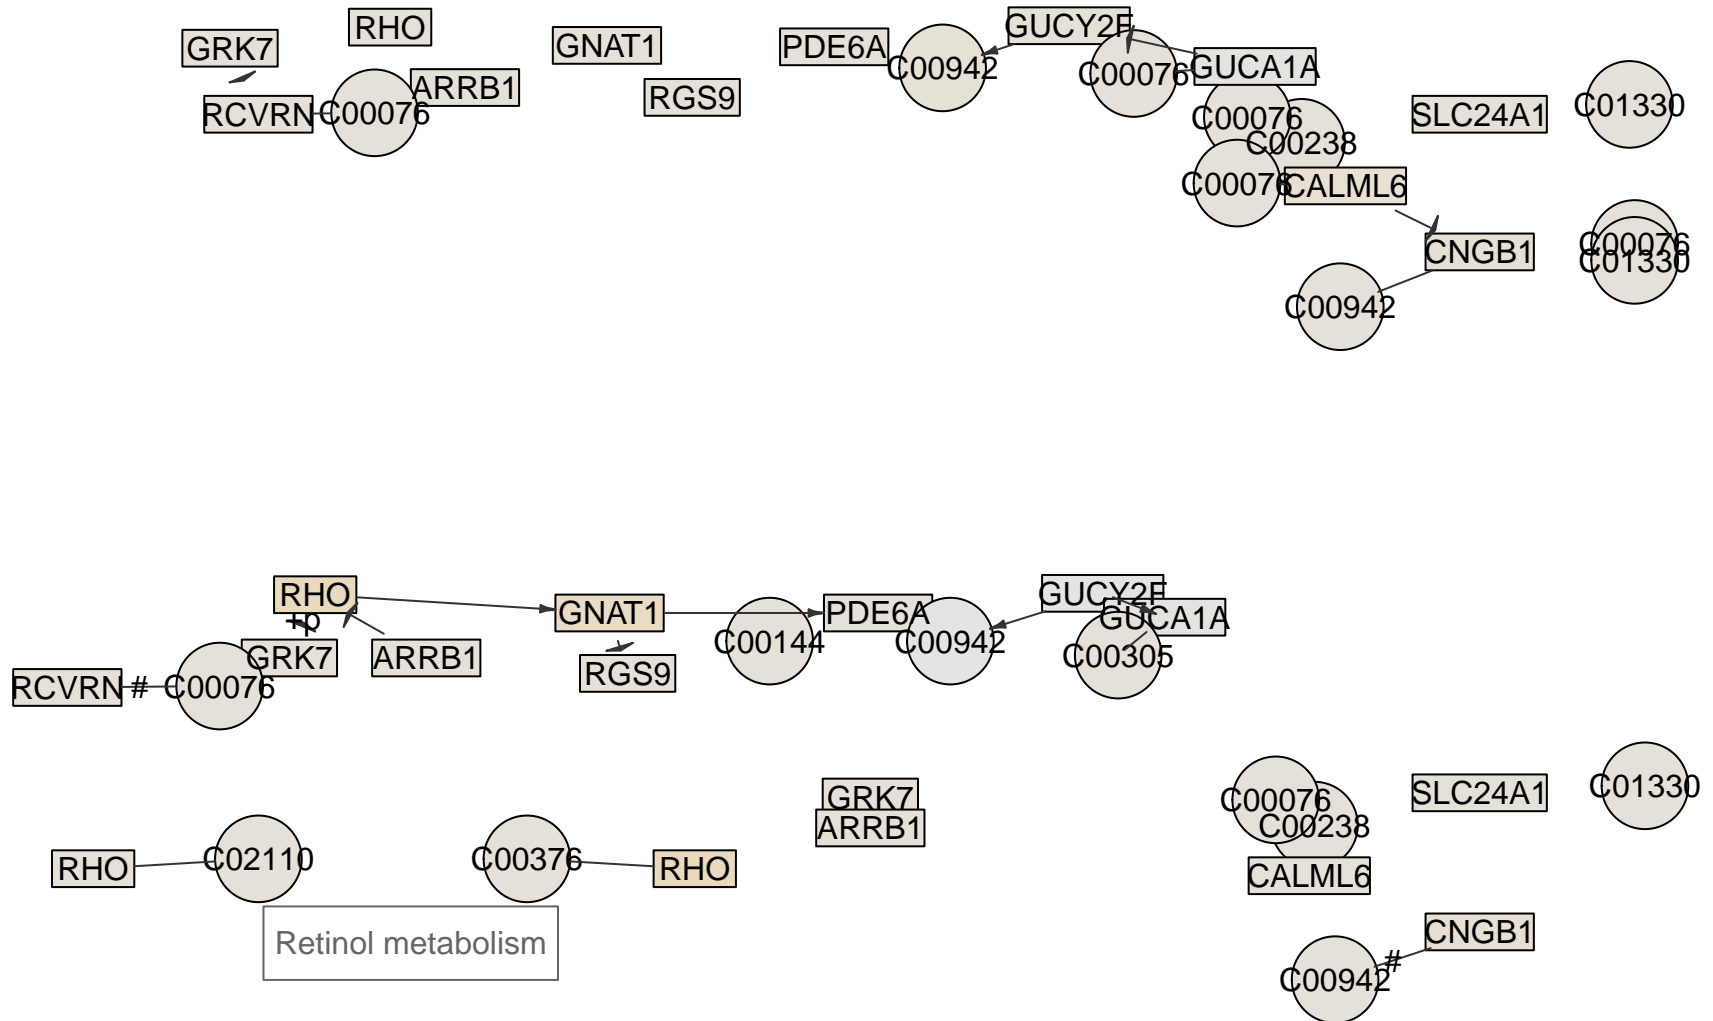 RHO
GRK7
GNAT1
PDE6A
GUCY2F
C00942
C00076
GUCA1A
ARRB1
RGS9
RCVRN
C00076
C00076
C00238
SLC24A1
C01330
C00076
CALML6
CNGB1
C00076
C01330
C00942
RHO
+p
GNAT1
PDE6A
GUCY2F
GUCA1A
C00144
C00942
C00305
GRK7
ARRB1
RGS9
RCVRN
#
C00076
GRK7
ARRB1
C00076
C00238
SLC24A1
C01330
RHO
C02110
C00376
RHO
CALML6
Retinol metabolism
CNGB1
#
C00942